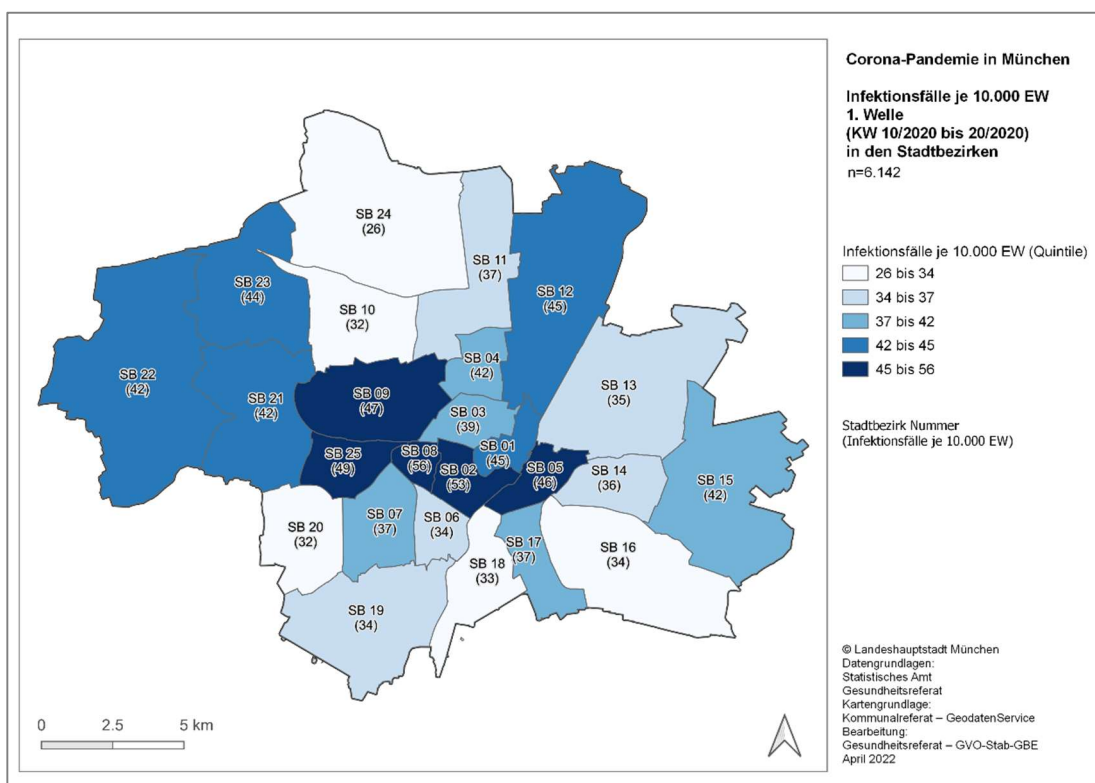 Corona-Pandemie in München
Infektionsfälle je 10.000 EW
1. Welle
(KW 10/2020 bis 20/2020)
in den Stadtbezirken
n=6.142
SB 24
(26)
SB 11
(37)
SB 23
(44)
SB 12
(45)
SB 10
(32)
SB 22
(42)
SB 21
(42)
SB 04
(42)
SB 09
(47)
SB 03
(39)
SB 13
(35)
SB 25
(49)
SB 08
(56)
SB 02
(53)
SB 01
(45)
SB 05
(46)
SB 14
(36)
SB 15
(42)
SB 20
(32)
SB 07
(37)
SB 06
(34)
SB 18
(33)
SB 17
(37)
SB 16
(34)
SB 19
(34)
Infektionsfälle je 10.000 EW (Quintile)
26 bis 34
34 bis 37
37 bis 42
42 bis 45
45 bis 56
Stadtbezirk Nummer
(Infektionsfälle je 10.000 EW)
0 2.5 5 km
© Landeshauptstadt München
Datengrundlagen:
Statistisches Amt
Gesundheitsreferat
Kartengrundlage:
Kommunalreferat – GeodatenService
Bearbeitung:
Gesundheitsreferat – GVO-Stab-GBE
April 2022